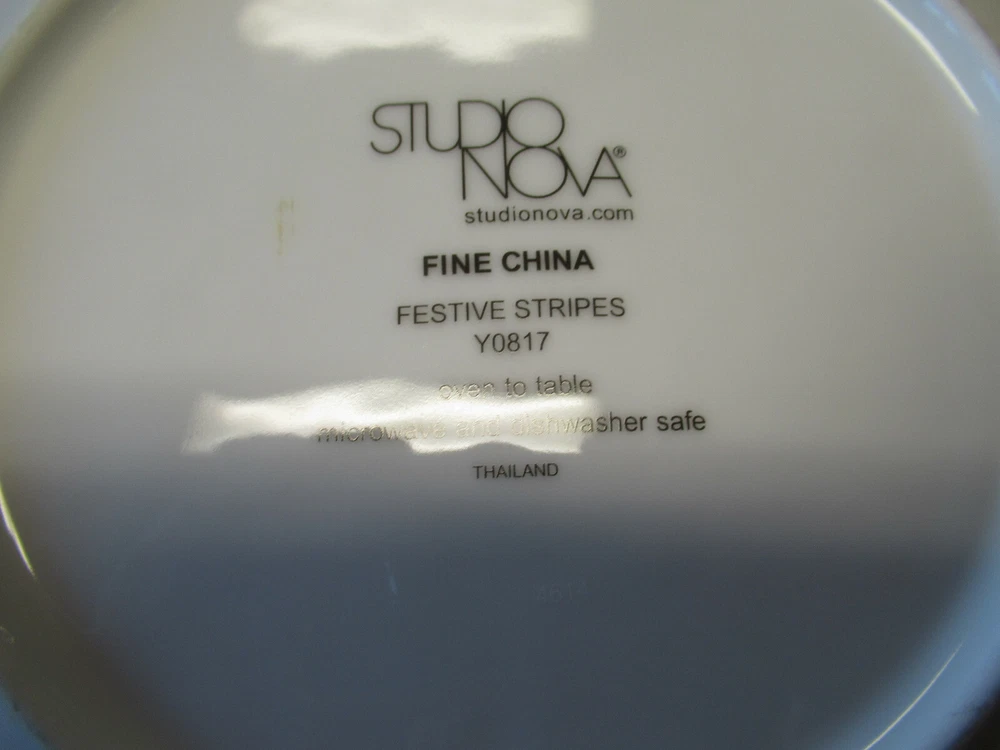 STUDIO
NOVA®
studionova.com
FINE CHINA
FESTIVE STRIPES
Y0817
oven to table
microwave and dishwasher safe
THAILAND